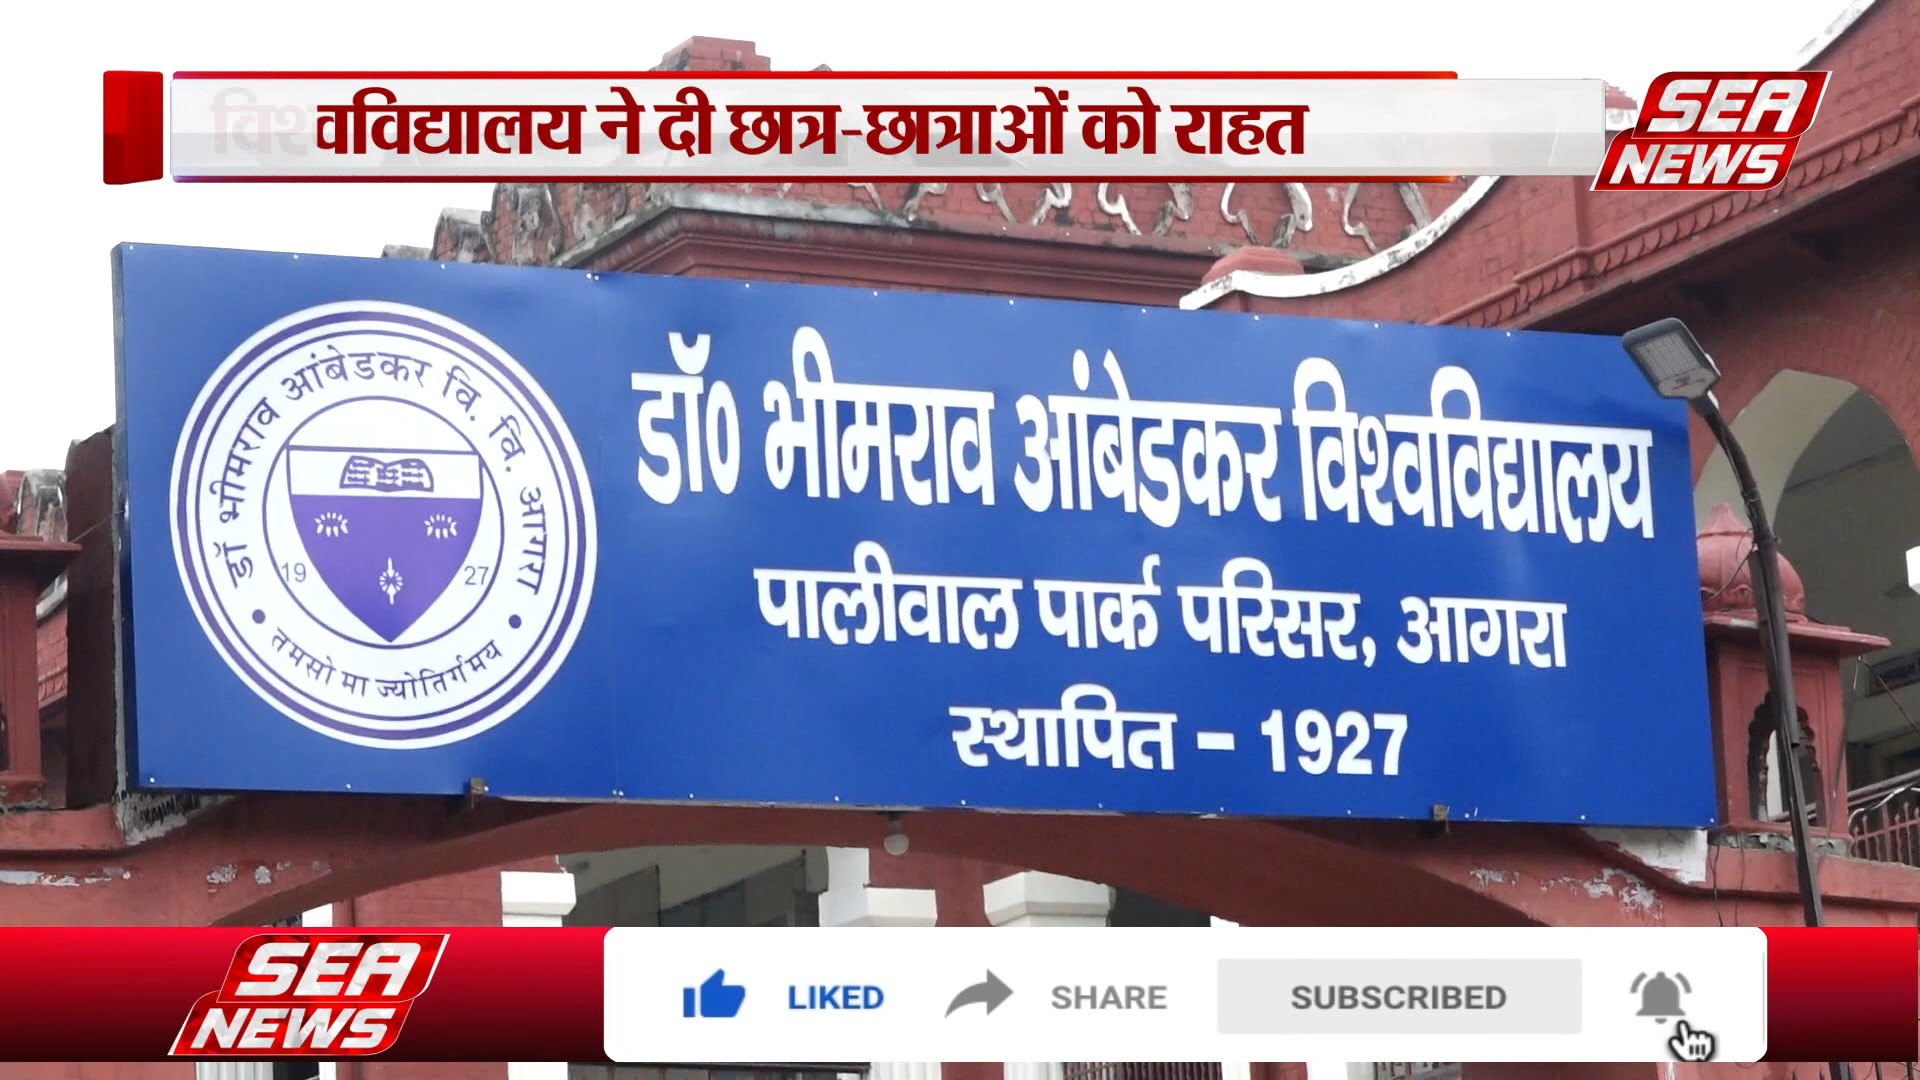 वविद्यालय ने दी छात्र-छात्राओं को राहत
SEA
NEWS
डॉ भीमराव आंबेडकर वि. वि. आगरा
19 27
तमसो मा ज्योतिर्गमय
डॉ० भीमराव आंबेडकर विश्वविद्यालय
पालीवाल पार्क परिसर, आगरा
स्थापित - 1927
SEA
NEWS
LIKED SHARE SUBSCRIBED